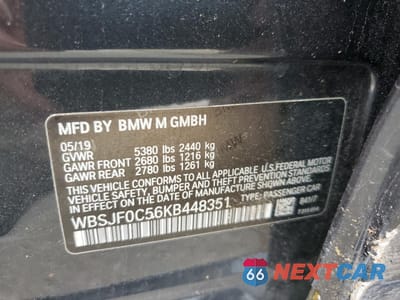 MFD BY BMW M GMBH
05/19
GVWR 5380 lbs 2440 kg
GAWR FRONT 2680 lbs 1216 kg
GAWR REAR 2780 lbs 1261 kg
THIS VEHICLE CONFORMS TO ALL APPLICABLE U.S. FEDERAL MOTOR
VEHICLE SAFETY, BUMPER, AND THEFT PREVENTION STANDARDS
IN EFFECT ON THE DATE OF MANUFACTURE SHOWN ABOVE.
WBSJF0C56KB448351 TYPE: PASSENGER CAR
66 NEXTCAR